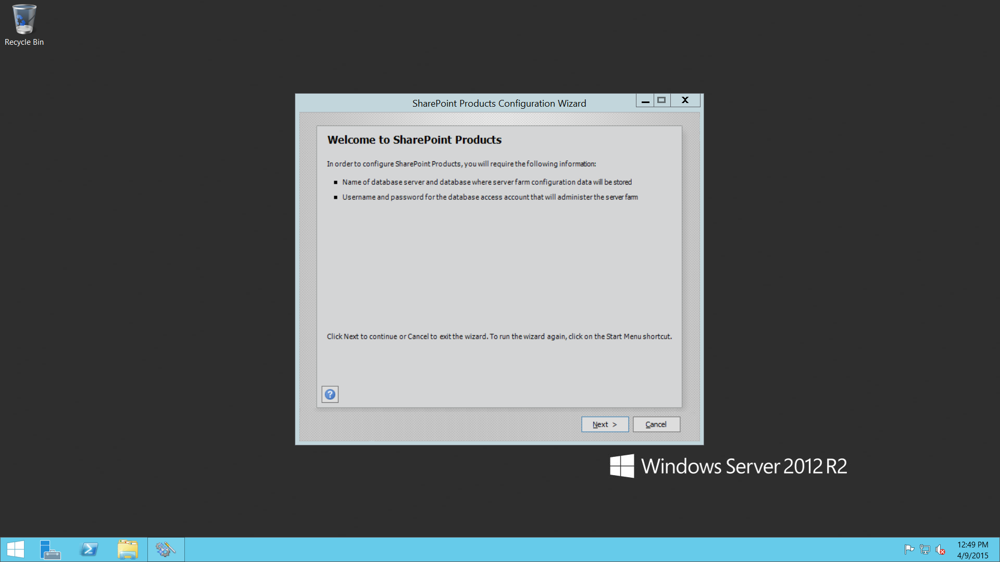 Recycle Bin
SharePoint Products Configuration Wizard
Welcome to SharePoint Products
In order to configure SharePoint Products, you will require the following information:
Name of database server and database where server farm configuration data will be stored
Username and password for the database access account that will administer the server farm
Click Next to continue or Cancel to exit the wizard. To run the wizard again, click on the Start Menu shortcut.
Next >
Cancel
Windows Server 2012 R2
12:49 PM
4/9/2015